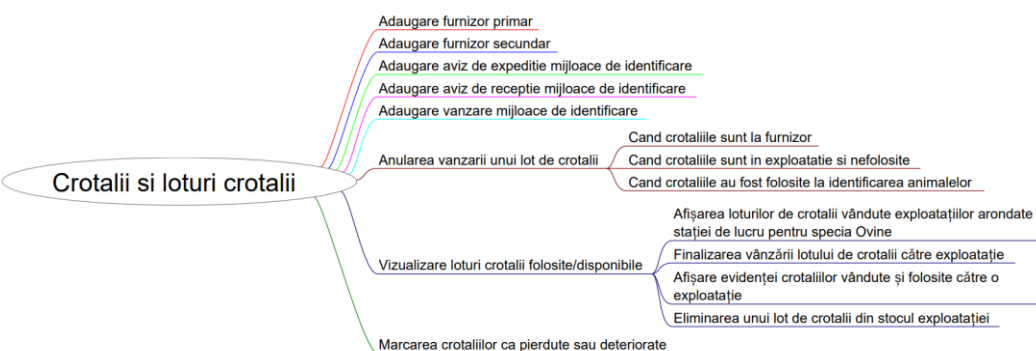 Crotalii si loturi crotalii
Adaugare furnizor primar
Adaugare furnizor secundar
Adaugare aviz de expeditie mijloace de identificare
Adaugare aviz de receptie mijloace de identificare
Adaugare vanzare mijloace de identificare
Anularea vanzarii unui lot de crotalii
Cand crotaliile sunt la furnizor
Cand crotaliile sunt in exploatatie si nefolosite
Cand crotaliile au fost folosite la identificarea animalelor
Vizualizare loturi crotalii folosite/disponibile
Afișarea loturilor de crotalii vândute exploatațiilor arondate
stației de lucru pentru specia Ovine
Finalizarea vânzării lotului de crotalii către exploatație
Afișare evidenței crotaliilor vândute și folosite către o
exploatație
Eliminarea unui lot de crotalii din stocul exploatației
Marcarea crotaliilor ca pierdute sau deteriorate